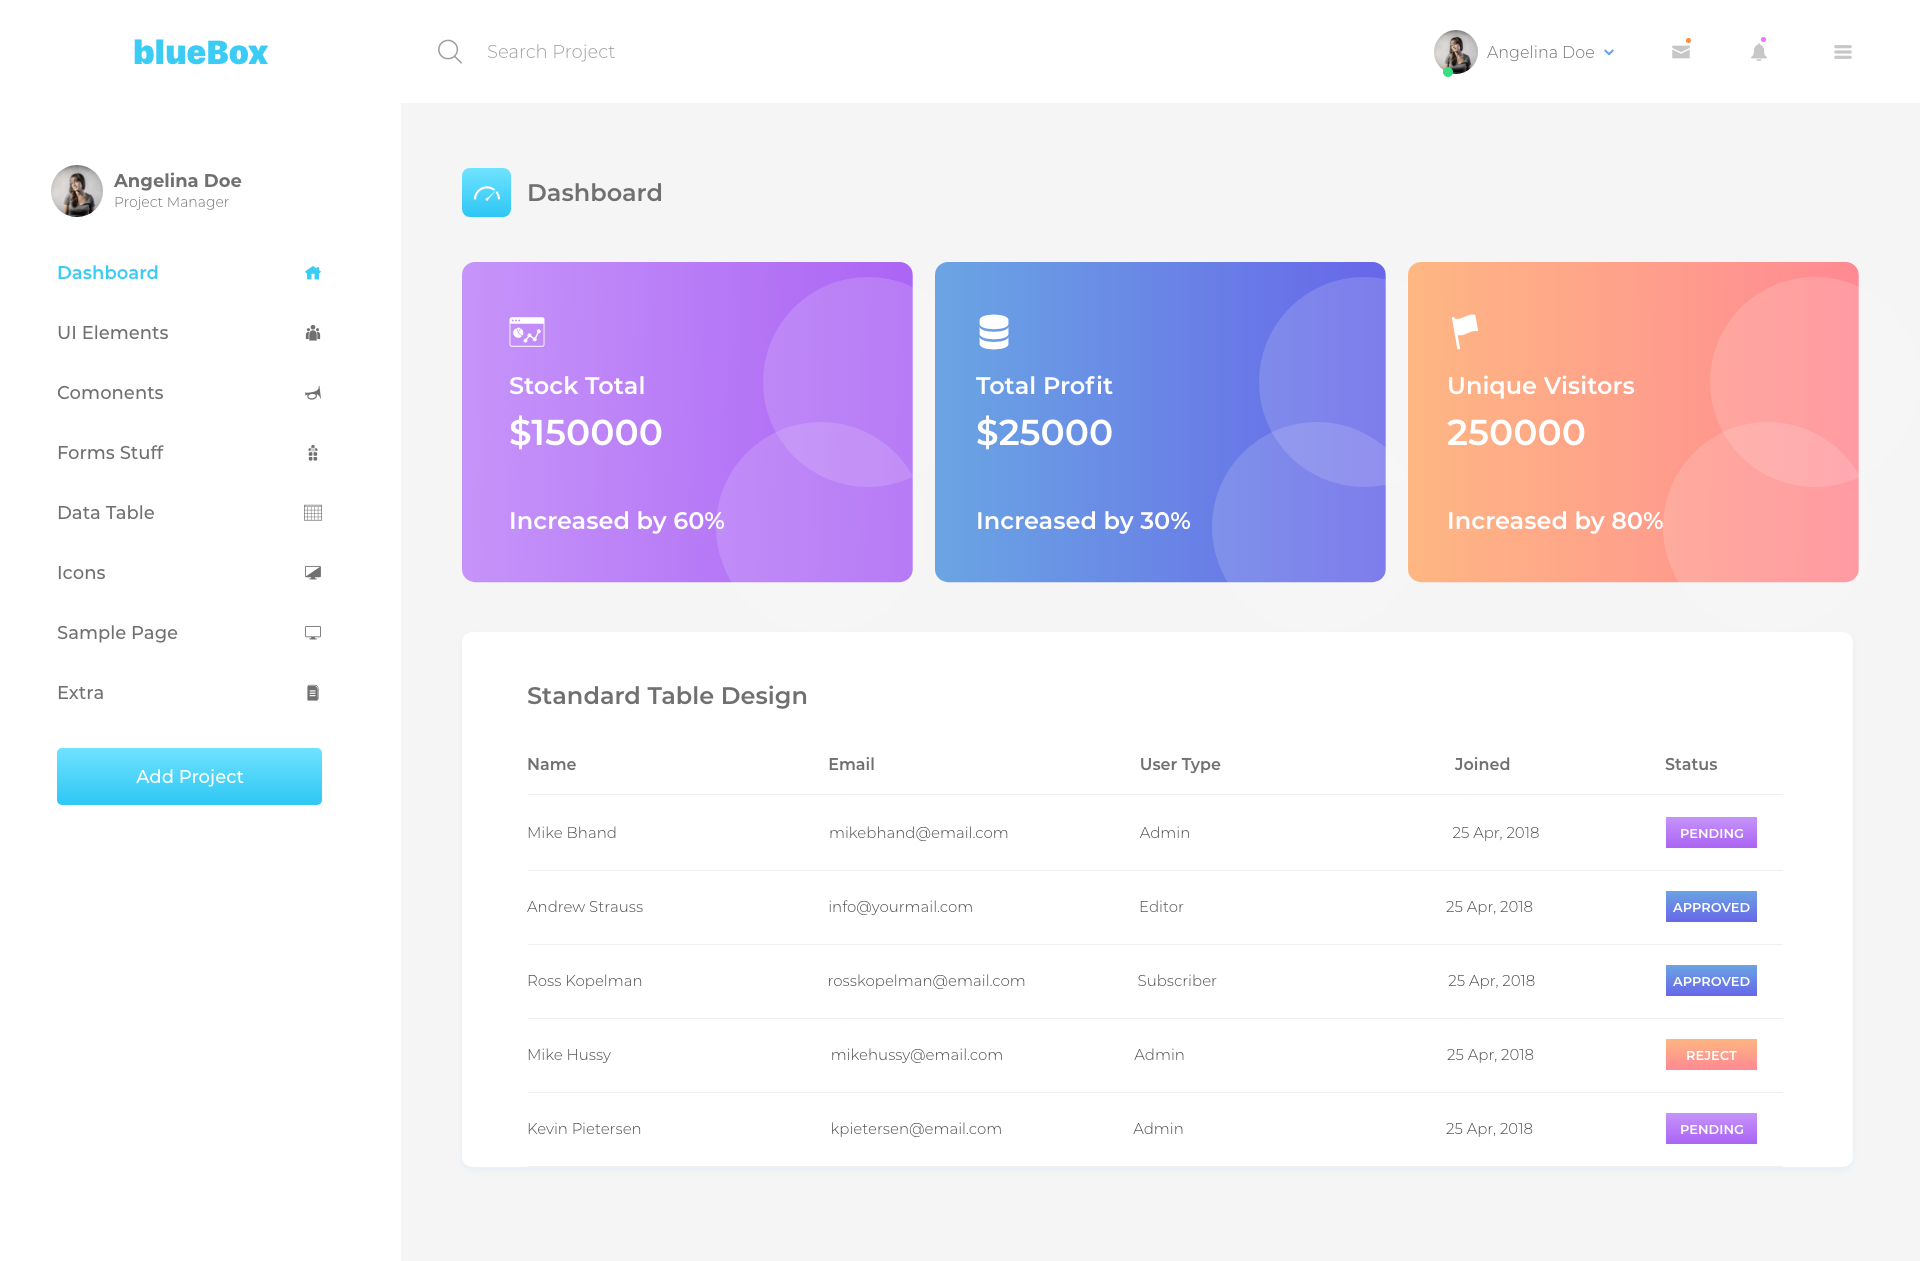 blueBox
Search Project
Angelina Doe
Angelina Doe
Project Manager
Dashboard
UI Elements
Comonents
Forms Stuff
Data Table
Icons
Sample Page
Extra
Add Project
Dashboard
Stock Total
$150000
Increased by 60%
Total Profit
$25000
Increased by 30%
Unique Visitors
250000
Increased by 80%
Standard Table Design
Name Email User Type Joined Status
Mike Bhand mikebhand@email.com Admin 25 Apr, 2018 PENDING
Andrew Strauss info@yourmail.com Editor 25 Apr, 2018 APPROVED
Ross Kopelman rosskopelman@email.com Subscriber 25 Apr, 2018 APPROVED
Mike Hussy mikehussy@email.com Admin 25 Apr, 2018 REJECT
Kevin Pietersen kpietersen@email.com Admin 25 Apr, 2018 PENDING